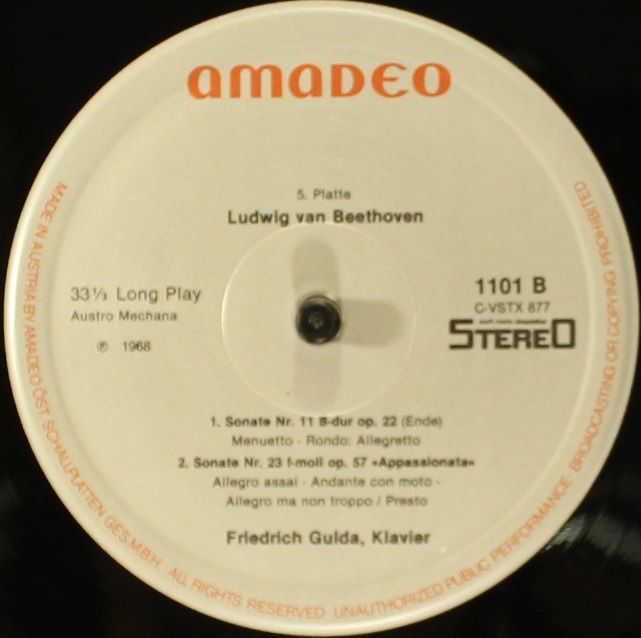 amaDEO
5. Platte
Ludwig van Beethoven
33⅓ Long Play
Austro Mechana
℗ 1968
1101 B
C-VSTX 877
STEREO
1. Sonate Nr. 11 B-dur op. 22 (Ende)
Menuetto - Rondo: Allegretto
2. Sonate Nr. 23 f-moll op. 57 »Appassionata«
Allegro assai - Andante con moto -
Allegro ma non troppo / Presto
Friedrich Gulda, Klavier
MADE IN AUSTRIA BY AMADEO ÖST. SCHALLPLATTEN GES.M.B.H. ALL RIGHTS RESERVED. UNAUTHORIZED PUBLIC PERFORMANCE, BROADCASTING OR COPYING PROHIBITED